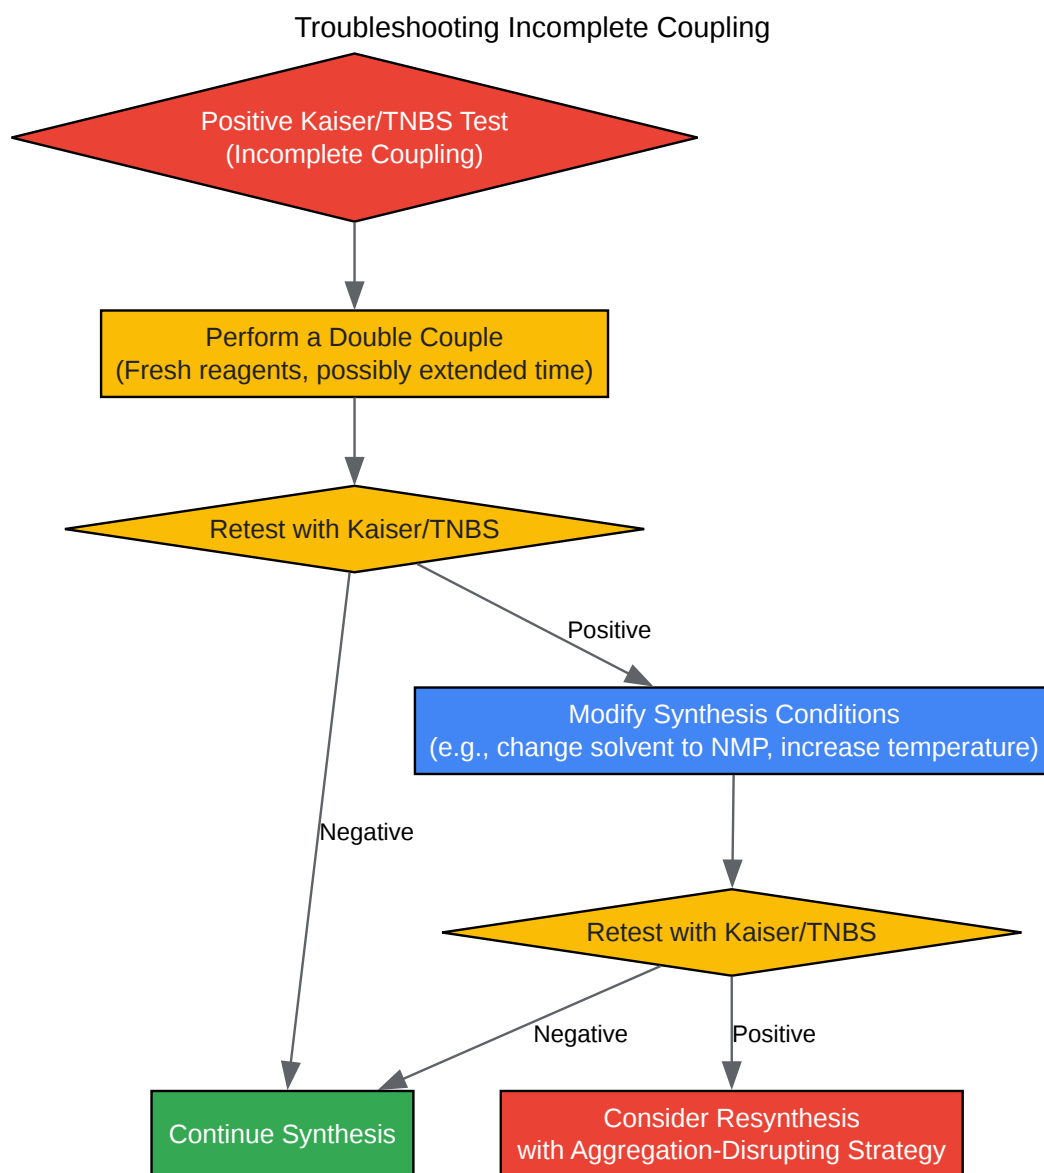 Troubleshooting Incomplete Coupling
Positive Kaiser/TNBS Test
(Incomplete Coupling)
Perform a Double Couple
(Fresh reagents, possibly extended time)
Retest with Kaiser/TNBS
Positive
Modify Synthesis Conditions
(e.g., change solvent to NMP, increase temperature)
Negative
Retest with Kaiser/TNBS
Negative
Positive
Continue Synthesis
Consider Resynthesis
with Aggregation-Disrupting Strategy